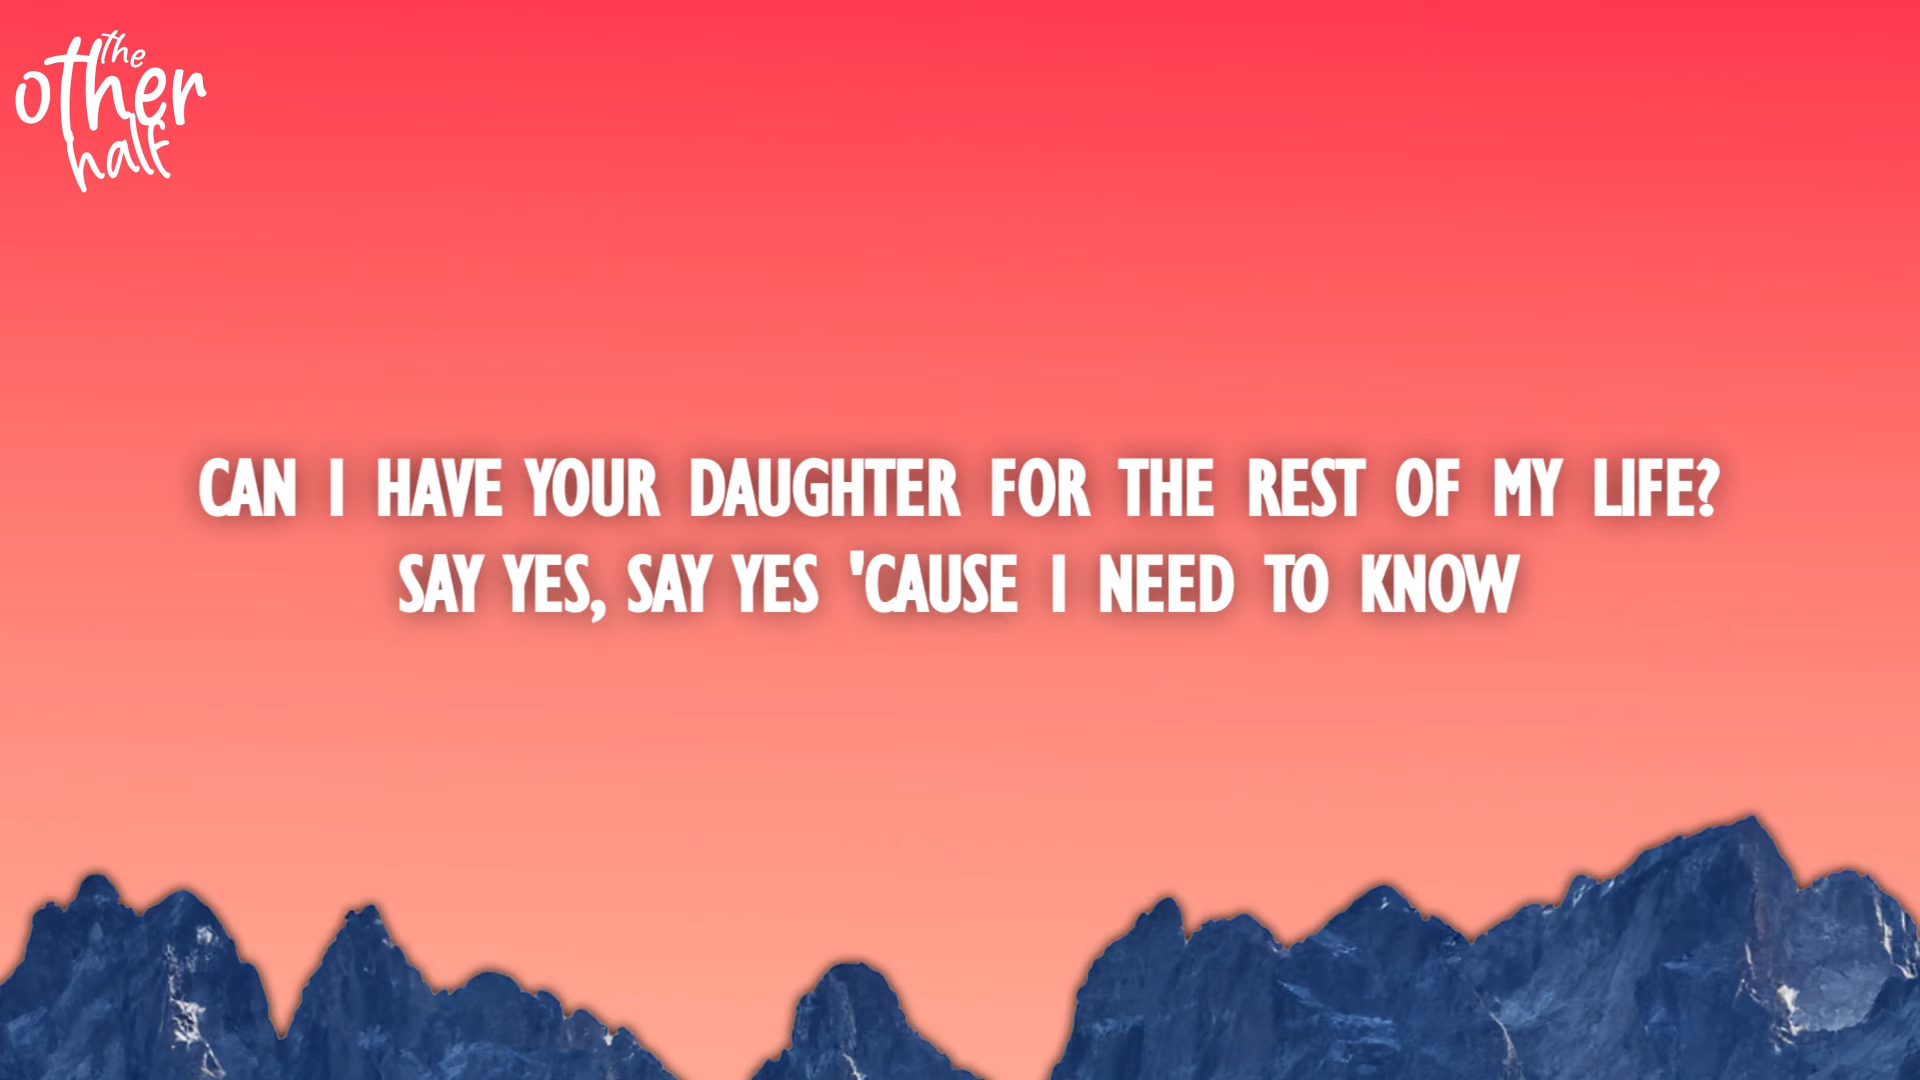 the
other
half
CAN I HAVE YOUR DAUGHTER FOR THE REST OF MY LIFE?
SAY YES, SAY YES 'CAUSE I NEED TO KNOW